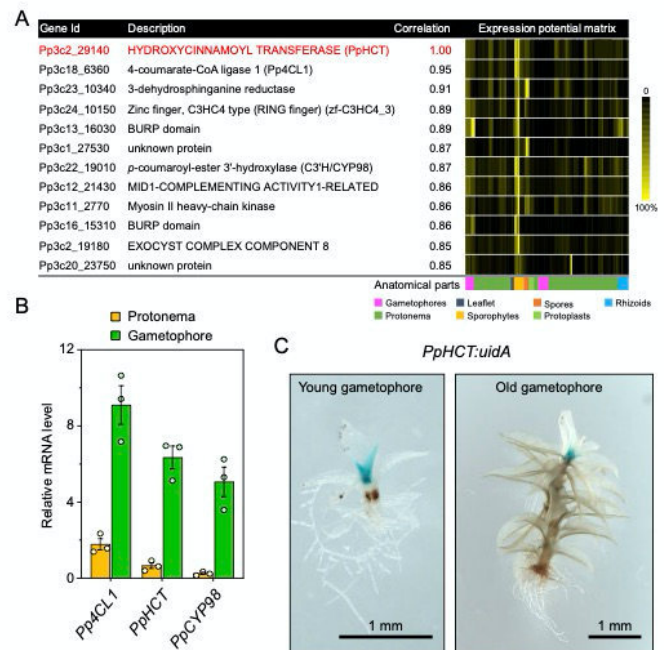 A
Gene Id Description Correlation Expression potential matrix
Pp3c2_29140 HYDROXYCINNAMOYL TRANSFERASE (PpHCT) 1.00
Pp3c18_6360 4-coumarate-CoA ligase 1 (Pp4CL1) 0.95
Pp3c23_10340 3-dehydrosphinganine reductase 0.91
Pp3c24_10150 Zinc finger, C3HC4 type (RING finger) (zf-C3HC4_3) 0.89
Pp3c13_16030 BURP domain 0.89
Pp3c1_27530 unknown protein 0.87
Pp3c22_19010 p-coumaroyl-ester 3'-hydroxylase (C3'H/CYP98) 0.87
Pp3c12_21430 MID1-COMPLEMENTING ACTIVITY1-RELATED 0.86
Pp3c11_2770 Myosin II heavy-chain kinase 0.86
Pp3c16_15310 BURP domain 0.86
Pp3c2_19180 EXOCYST COMPLEX COMPONENT 8 0.85
Pp3c20_23750 unknown protein 0.85
0
100%
Anatomical parts
Gametophores Leaflet Spores Rhizoids
Protonema Sporophytes Protoplasts
B
Protonema
Gametophore
Relative mRNA level
12
8
4
0
Pp4CL1 PpHCT PpCYP98
C
PpHCT:uidA
Young gametophore
Old gametophore
1 mm
1 mm